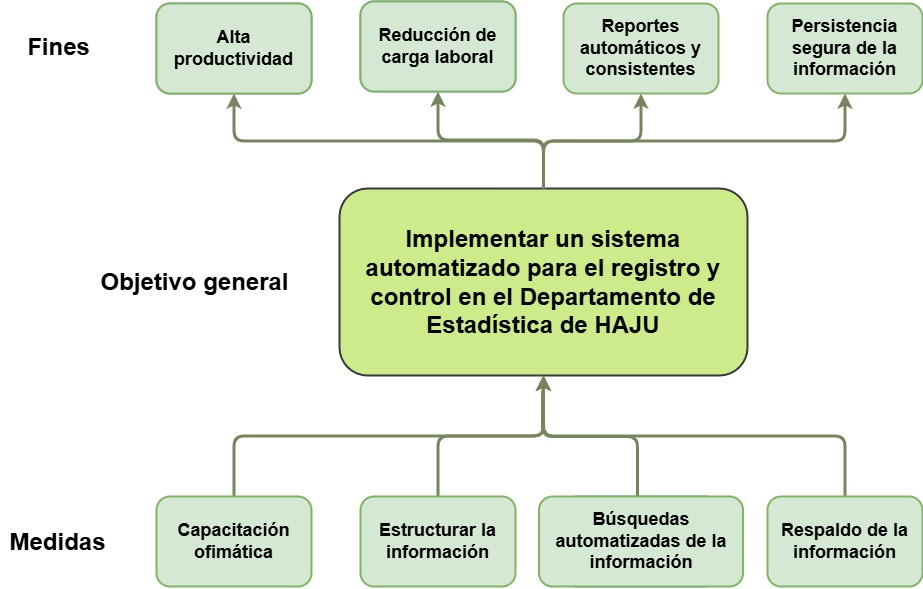 Fines
Alta
productividad
Reducción de
carga laboral
Reportes
automáticos y
consistentes
Persistencia
segura de la
información
Objetivo general
Implementar un sistema
automatizado para el registro y
control en el Departamento de
Estadística de HAJU
Medidas
Capacitación
ofimática
Estructurar la
información
Búsquedas
automatizadas de la
información
Respaldo de la
información